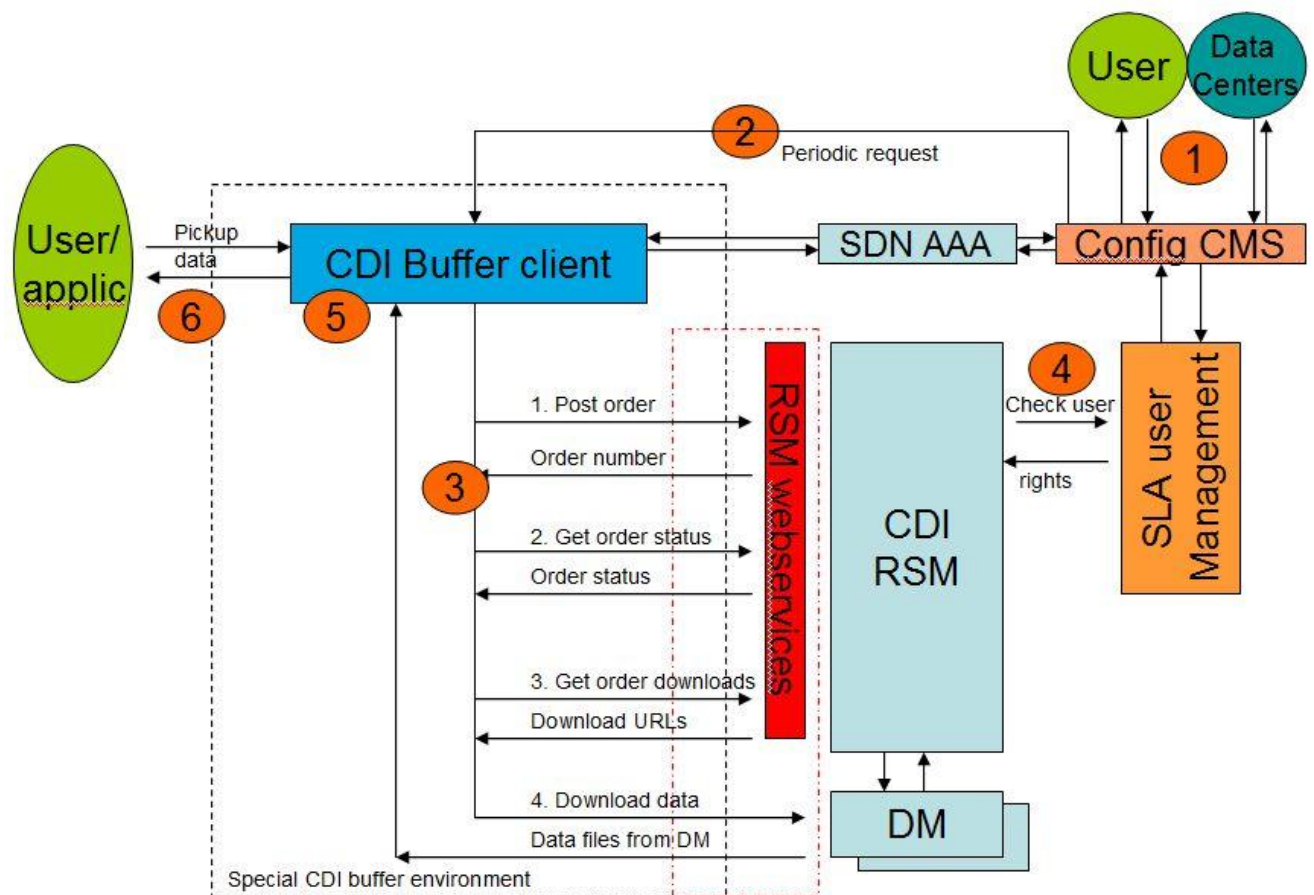 User
Data
Centers
2
Periodic request
1
User/
applic
Pickup
data
6
CDI Buffer client
5
SDN AAA
Config CMS
1. Post order
Order number
3
2. Get order status
Order status
3. Get order downloads
Download URLs
4. Download data
Data files from DM
RSM webservices
CDI
RSM
4
Check user
rights
SLA user
Management
DM
Special CDI buffer environment